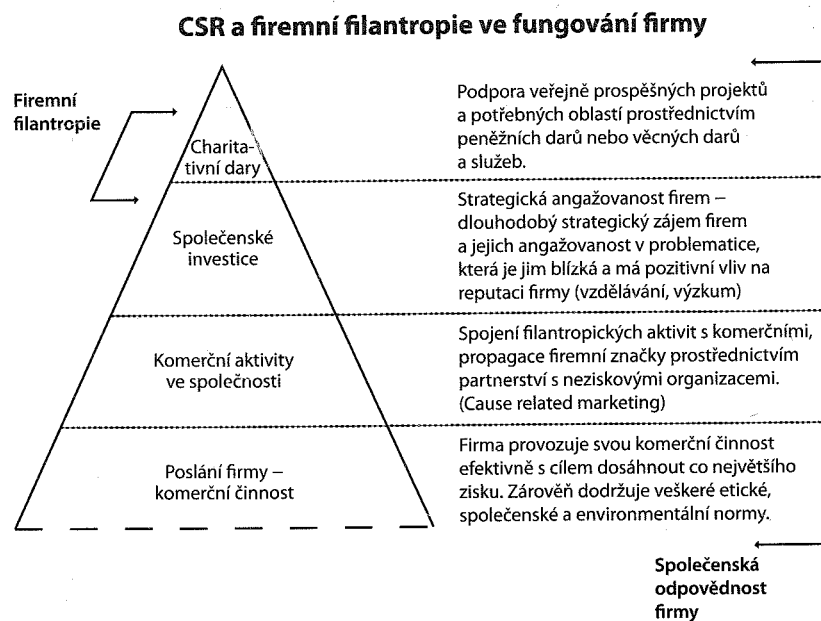 CSR a firemní filantropie ve fungování firmy
Firemní
filantropie
Charita-
tivní dary
Podpora veřejně prospěšných projektů
a potřebných oblastí prostřednictvím
peněžních darů nebo věcných darů
a služeb.
Společenské
investice
Strategická angažovanost firem –
dlouhodobý strategický zájem firem
a jejich angažovanost v problematice,
která je jim blízká a má pozitivní vliv na
reputaci firmy (vzdělávání, výzkum)
Komerční aktivity
ve společnosti
Spojení filantropických aktivit s komerčními,
propagace firemní značky prostřednictvím
partnerství s neziskovými organizacemi.
(Cause related marketing)
Poslání firmy –
komerční činnost
Firma provozuje svou komerční činnost
efektivně s cílem dosáhnout co největšího
zisku. Zárověň dodržuje veškeré etické,
společenské a environmentální normy.
Společenská
odpovědnost
firmy